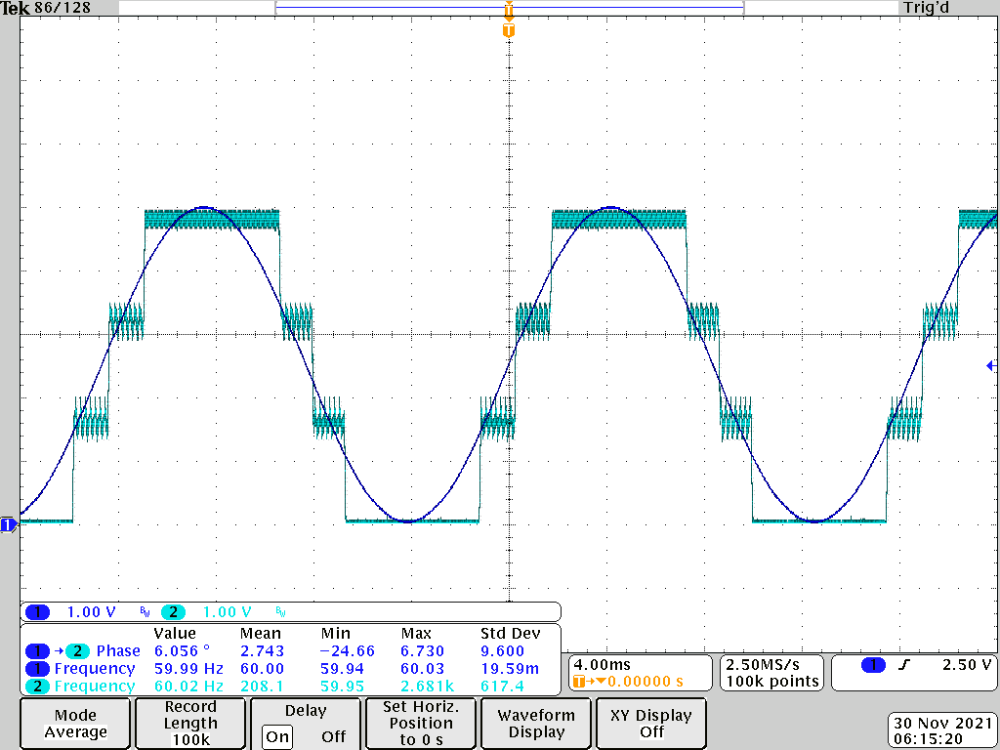 Tek 86/128 T Trig'd
T
T
1 1.00 V BW 2 1.00 V BW
Value Mean Min Max Std Dev
1 →2 Phase 6.056 ° 2.743 −24.66 6.730 9.600
1 Frequency 59.99 Hz 60.00 59.94 60.03 19.59m
2 Frequency 60.02 Hz 208.1 59.95 2.681k 617.4
4.00ms
T→▼0.00000 s
2.50MS/s
100k points
1 2.50 V
Mode
Average
Record
Length
100k
Delay
On Off
Set Horiz.
Position
to 0 s
Waveform
Display
XY Display
Off
30 Nov 2021
06:15:20